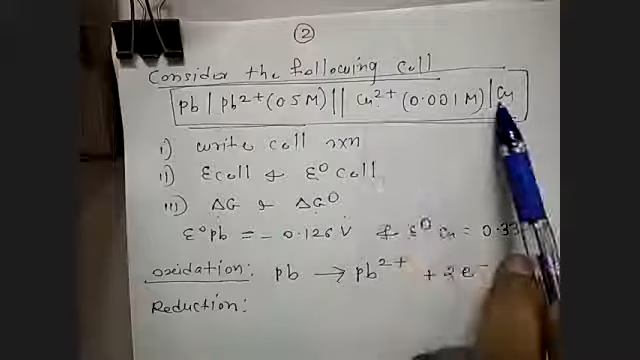 2
Consider the following cell
Pb | Pb2+ (0.5M) || Cu2+ (0.001M) | Cu
i) write cell rxn
ii) Ecell & E° cell
iii) ΔG & ΔG°
E°Pb = - 0.126 V & E° Cu = 0.33
Oxidation: Pb → Pb2+ + 2e-
Reduction: